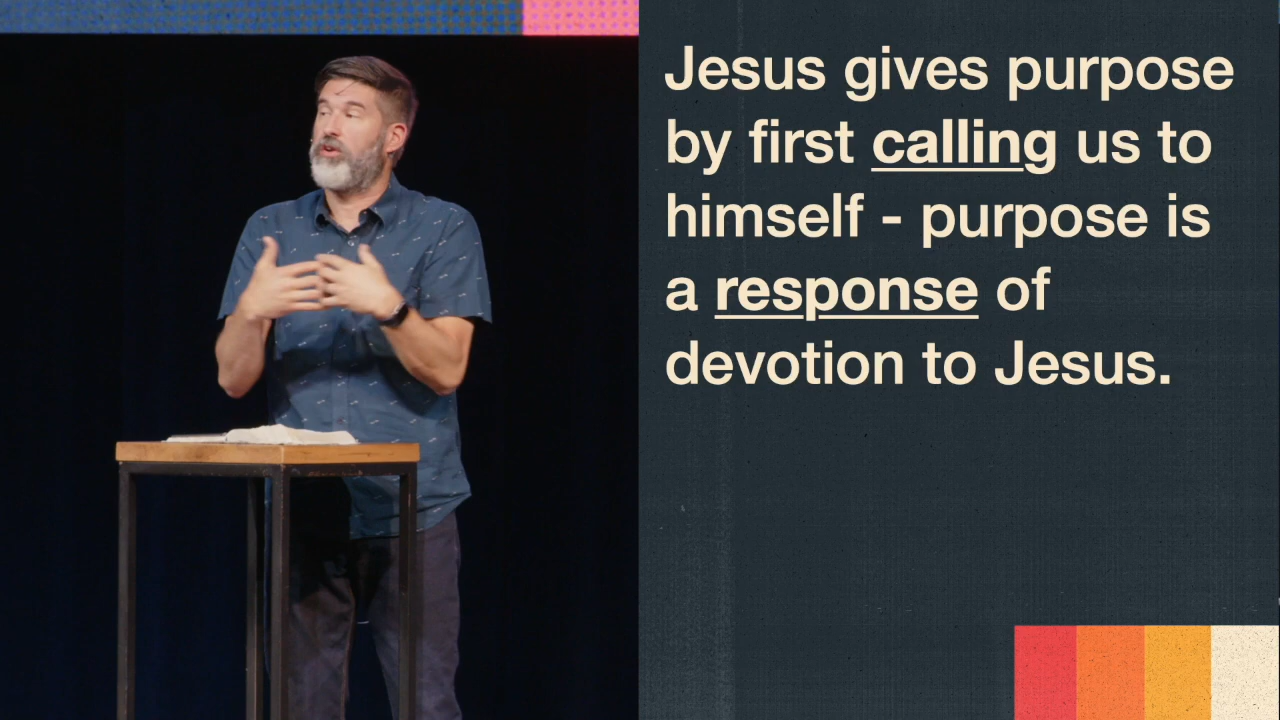 Jesus gives purpose
by first calling us to
himself - purpose is
a response of
devotion to Jesus.